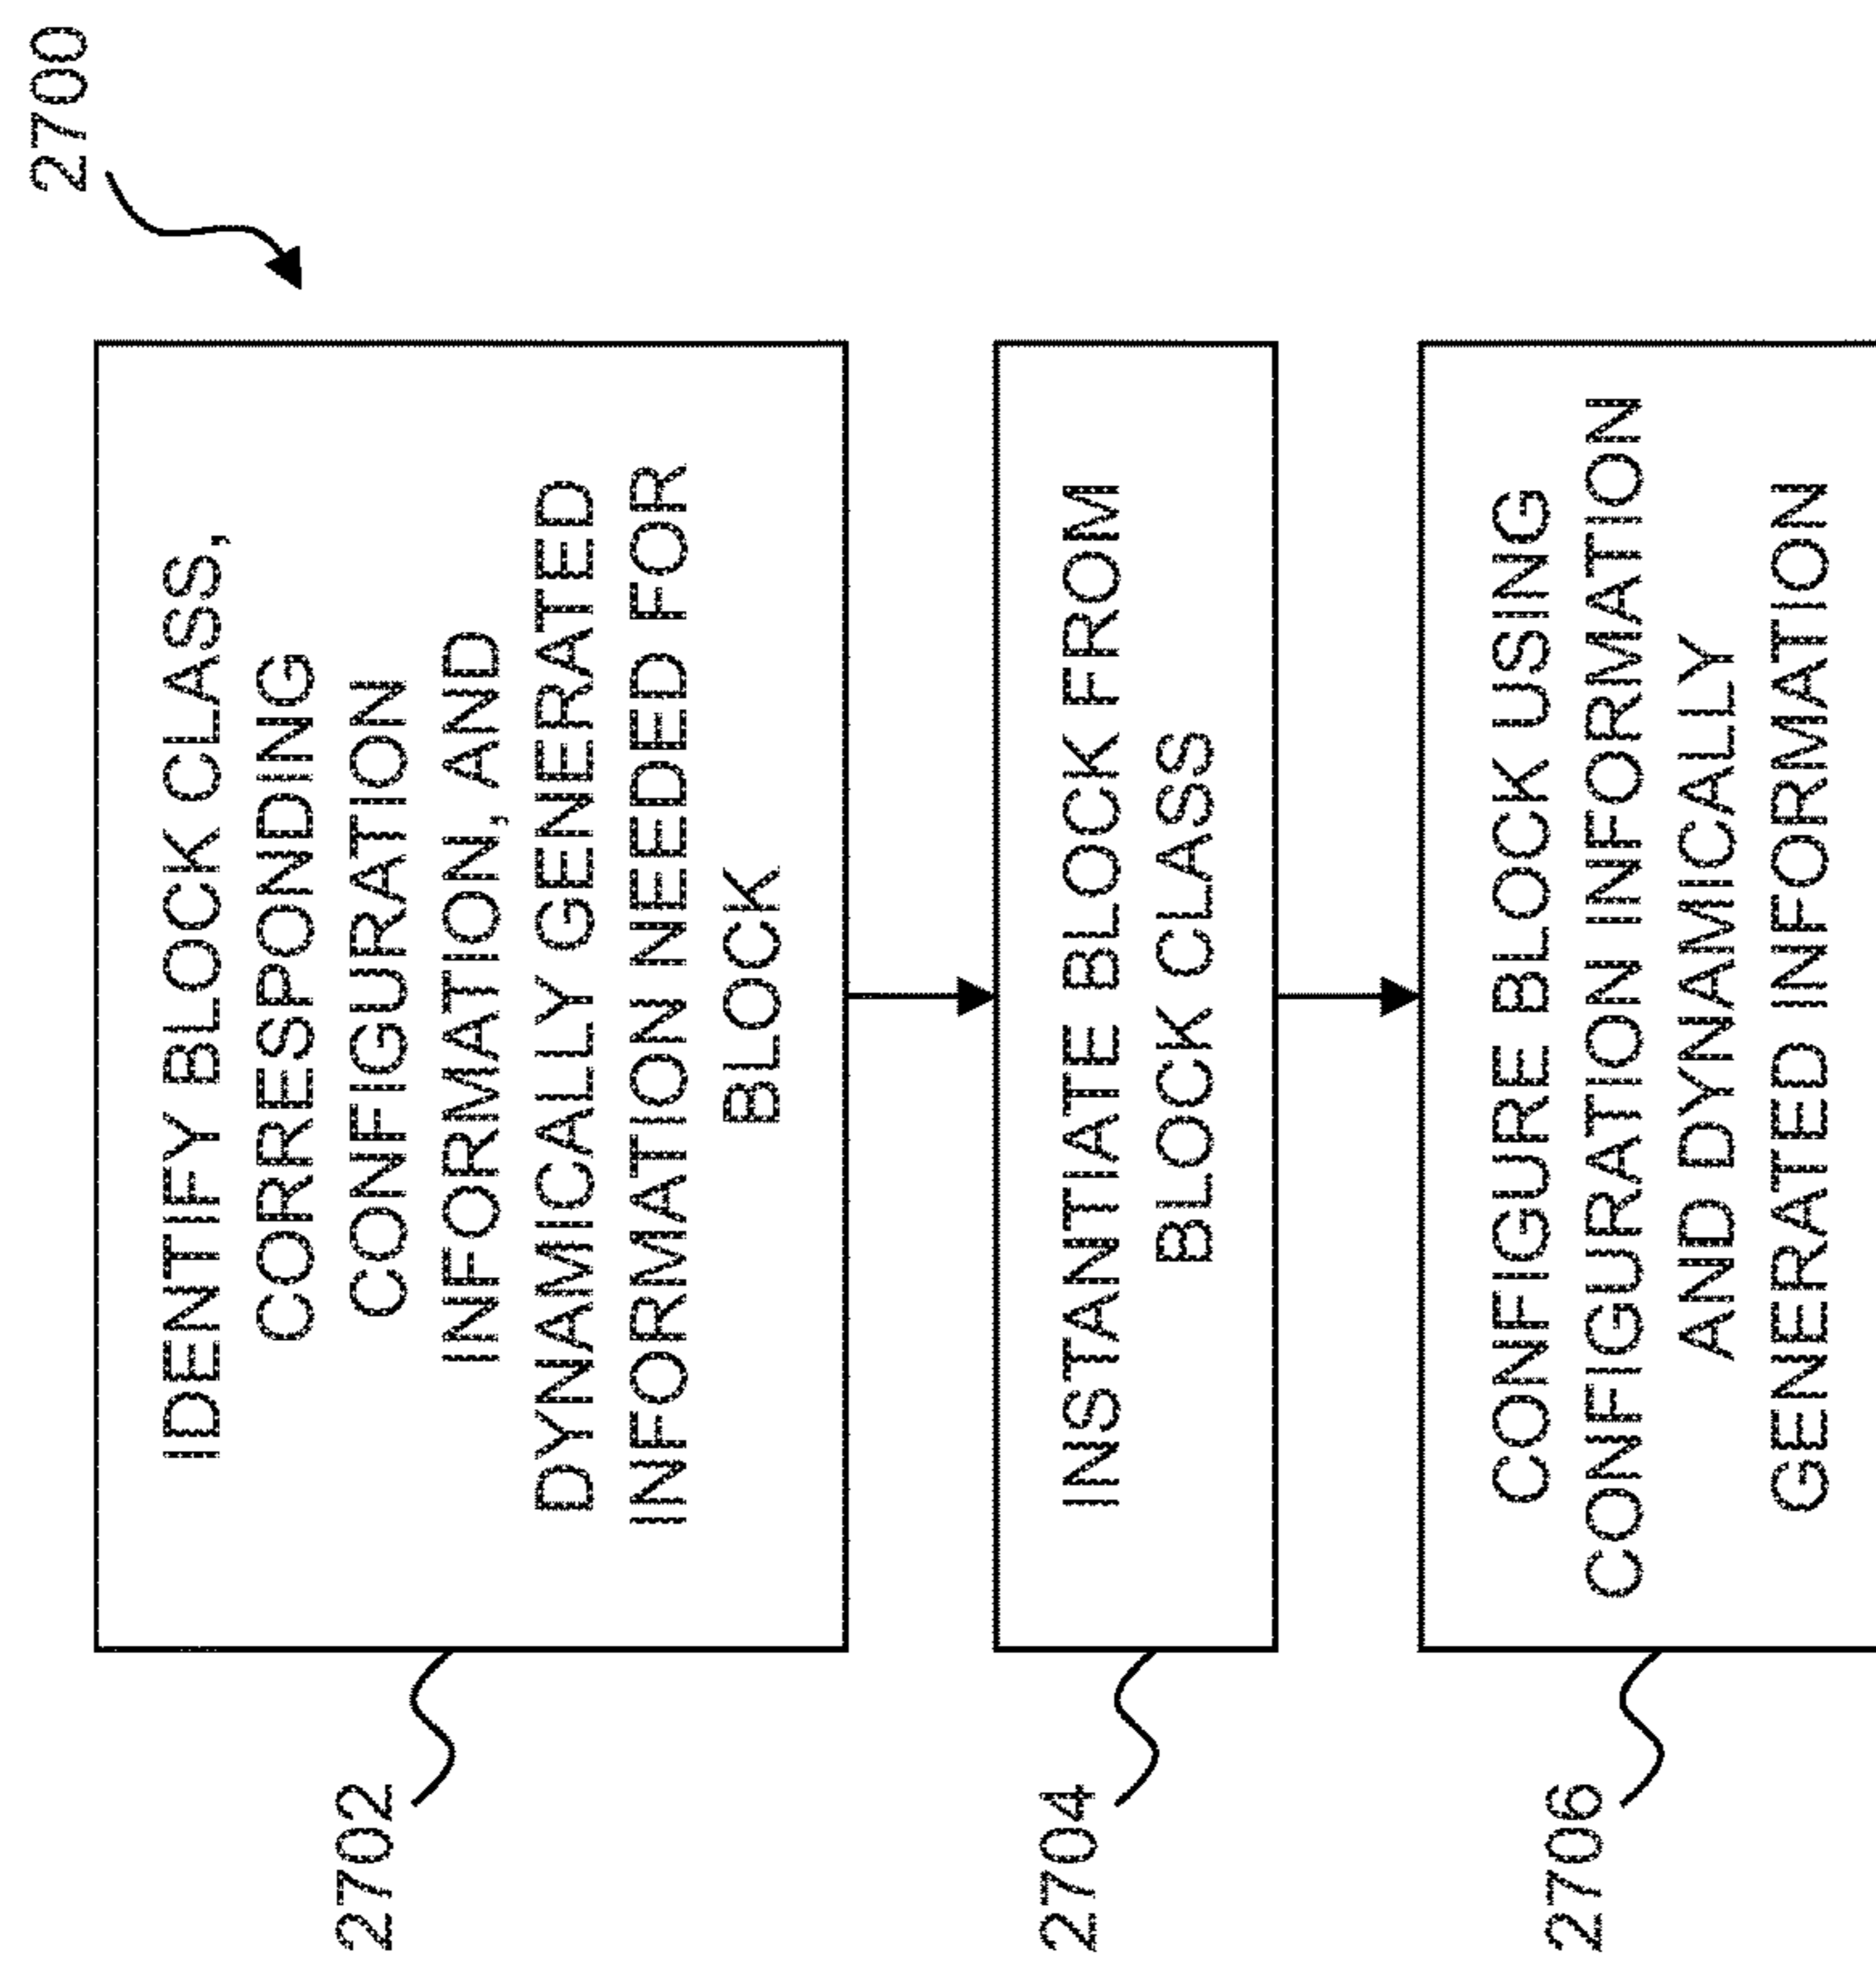 2700
2702
IDENTIFY BLOCK CLASS,
CORRESPONDING
CONFIGURATION
INFORMATION, AND
DYNAMICALLY GENERATED
INFORMATION NEEDED FOR
BLOCK
2704
INSTANTIATE BLOCK FROM
BLOCK CLASS
2706
CONFIGURE BLOCK USING
CONFIGURATION INFORMATION
AND DYNAMICALLY
GENERATED INFORMATION